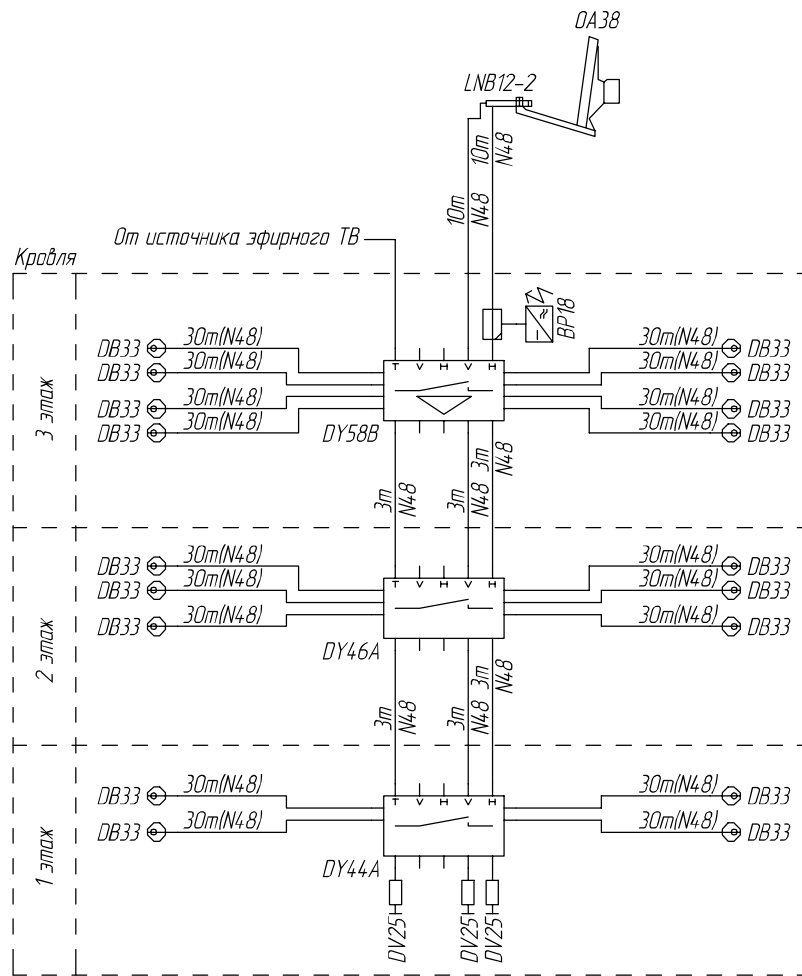 OA38
LNB12-2
10m
N48
10m
N48
От источника эфирного ТВ
Кровля
BP18
3 этаж
DB33
30m(N48)
30m(N48)
DB33
DB33
30m(N48)
30m(N48)
DB33
DB33
30m(N48)
30m(N48)
DB33
DB33
30m(N48)
30m(N48)
DB33
T V H V H
DY58B
3m
N48
3m
N48
3m
N48
2 этаж
DB33
30m(N48)
30m(N48)
DB33
DB33
30m(N48)
30m(N48)
DB33
DB33
30m(N48)
30m(N48)
DB33
T V H V H
DY46A
3m
N48
3m
N48
3m
N48
1 этаж
DB33
30m(N48)
30m(N48)
DB33
DB33
30m(N48)
30m(N48)
DB33
T V H V H
DY44A
DV25
DV25
DV25